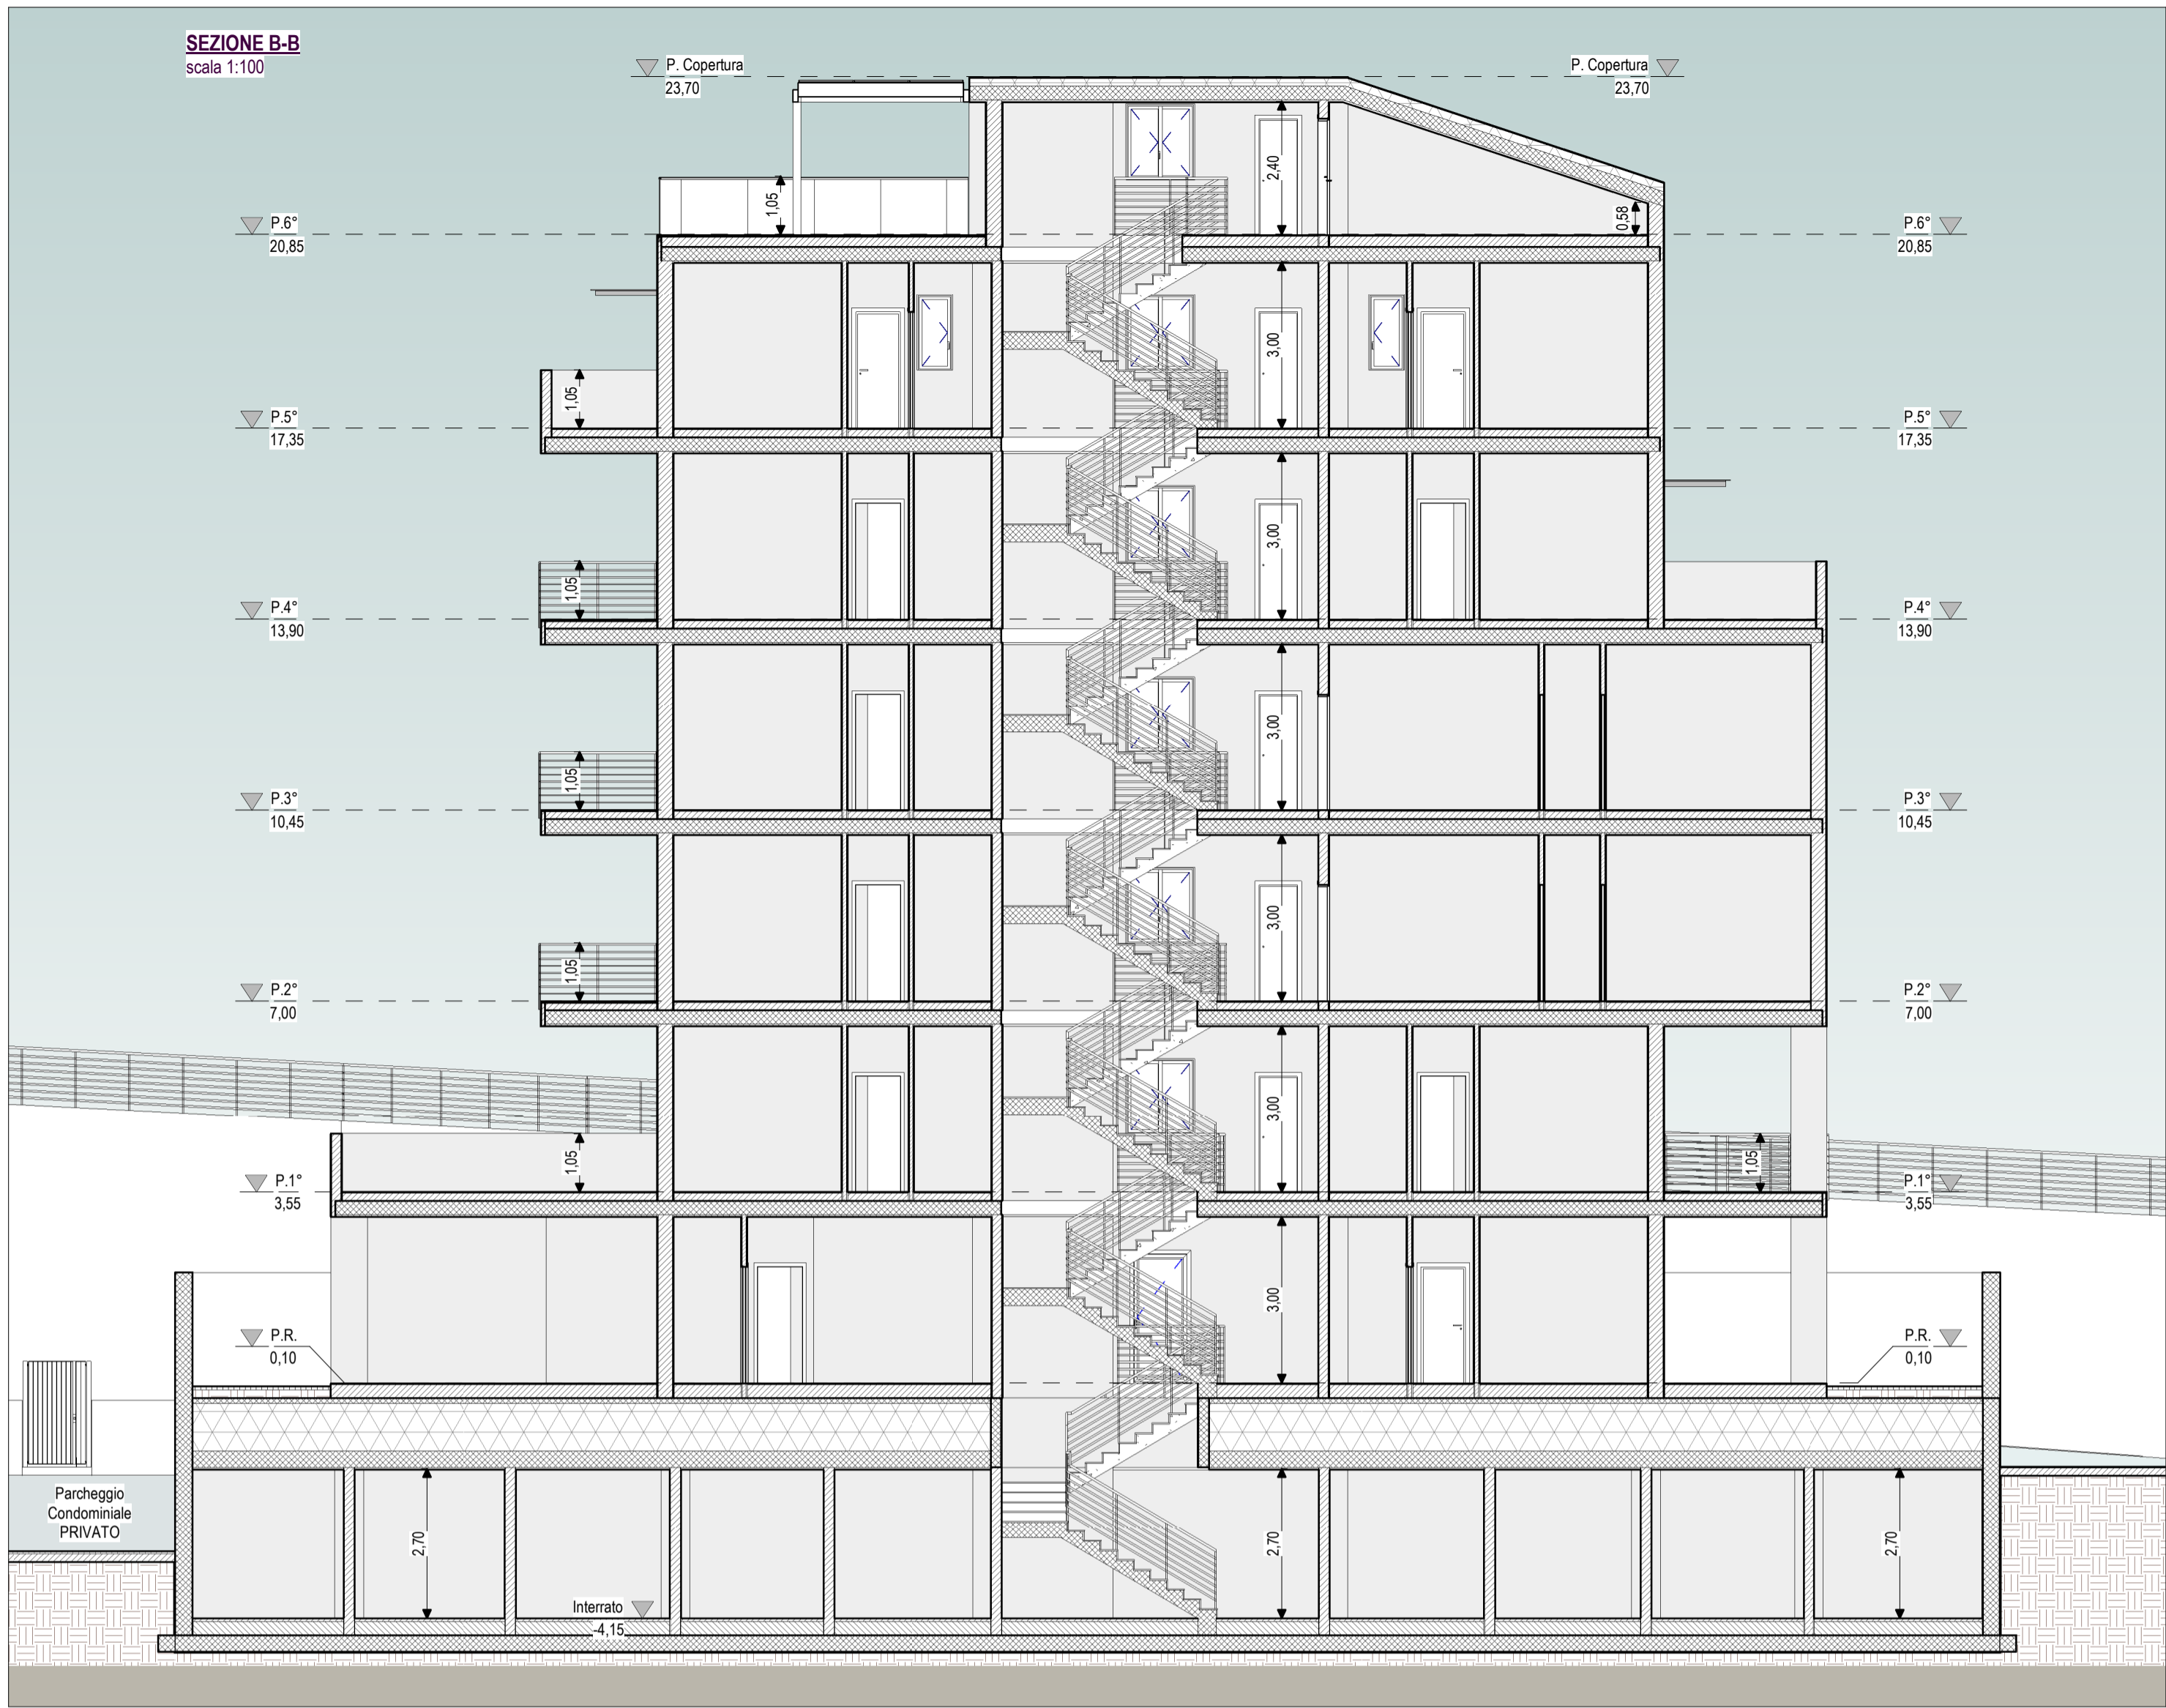 SEZIONE B-B
scala 1:100
P. Copertura
23,70
P. Copertura
23,70
2,40
1,05
0,58
P.6°
20,85
P.6°
20,85
3,00
1,05
P.5°
17,35
P.5°
17,35
3,00
1,05
P.4°
13,90
P.4°
13,90
3,00
1,05
P.3°
10,45
P.3°
10,45
3,00
1,05
P.2°
7,00
P.2°
7,00
3,00
1,05
1,05
P.1°
3,55
P.1°
3,55
3,00
P.R.
0,10
P.R.
0,10
Parcheggio
Condominiale
PRIVATO
2,70
2,70
2,70
Interrato
-4,15